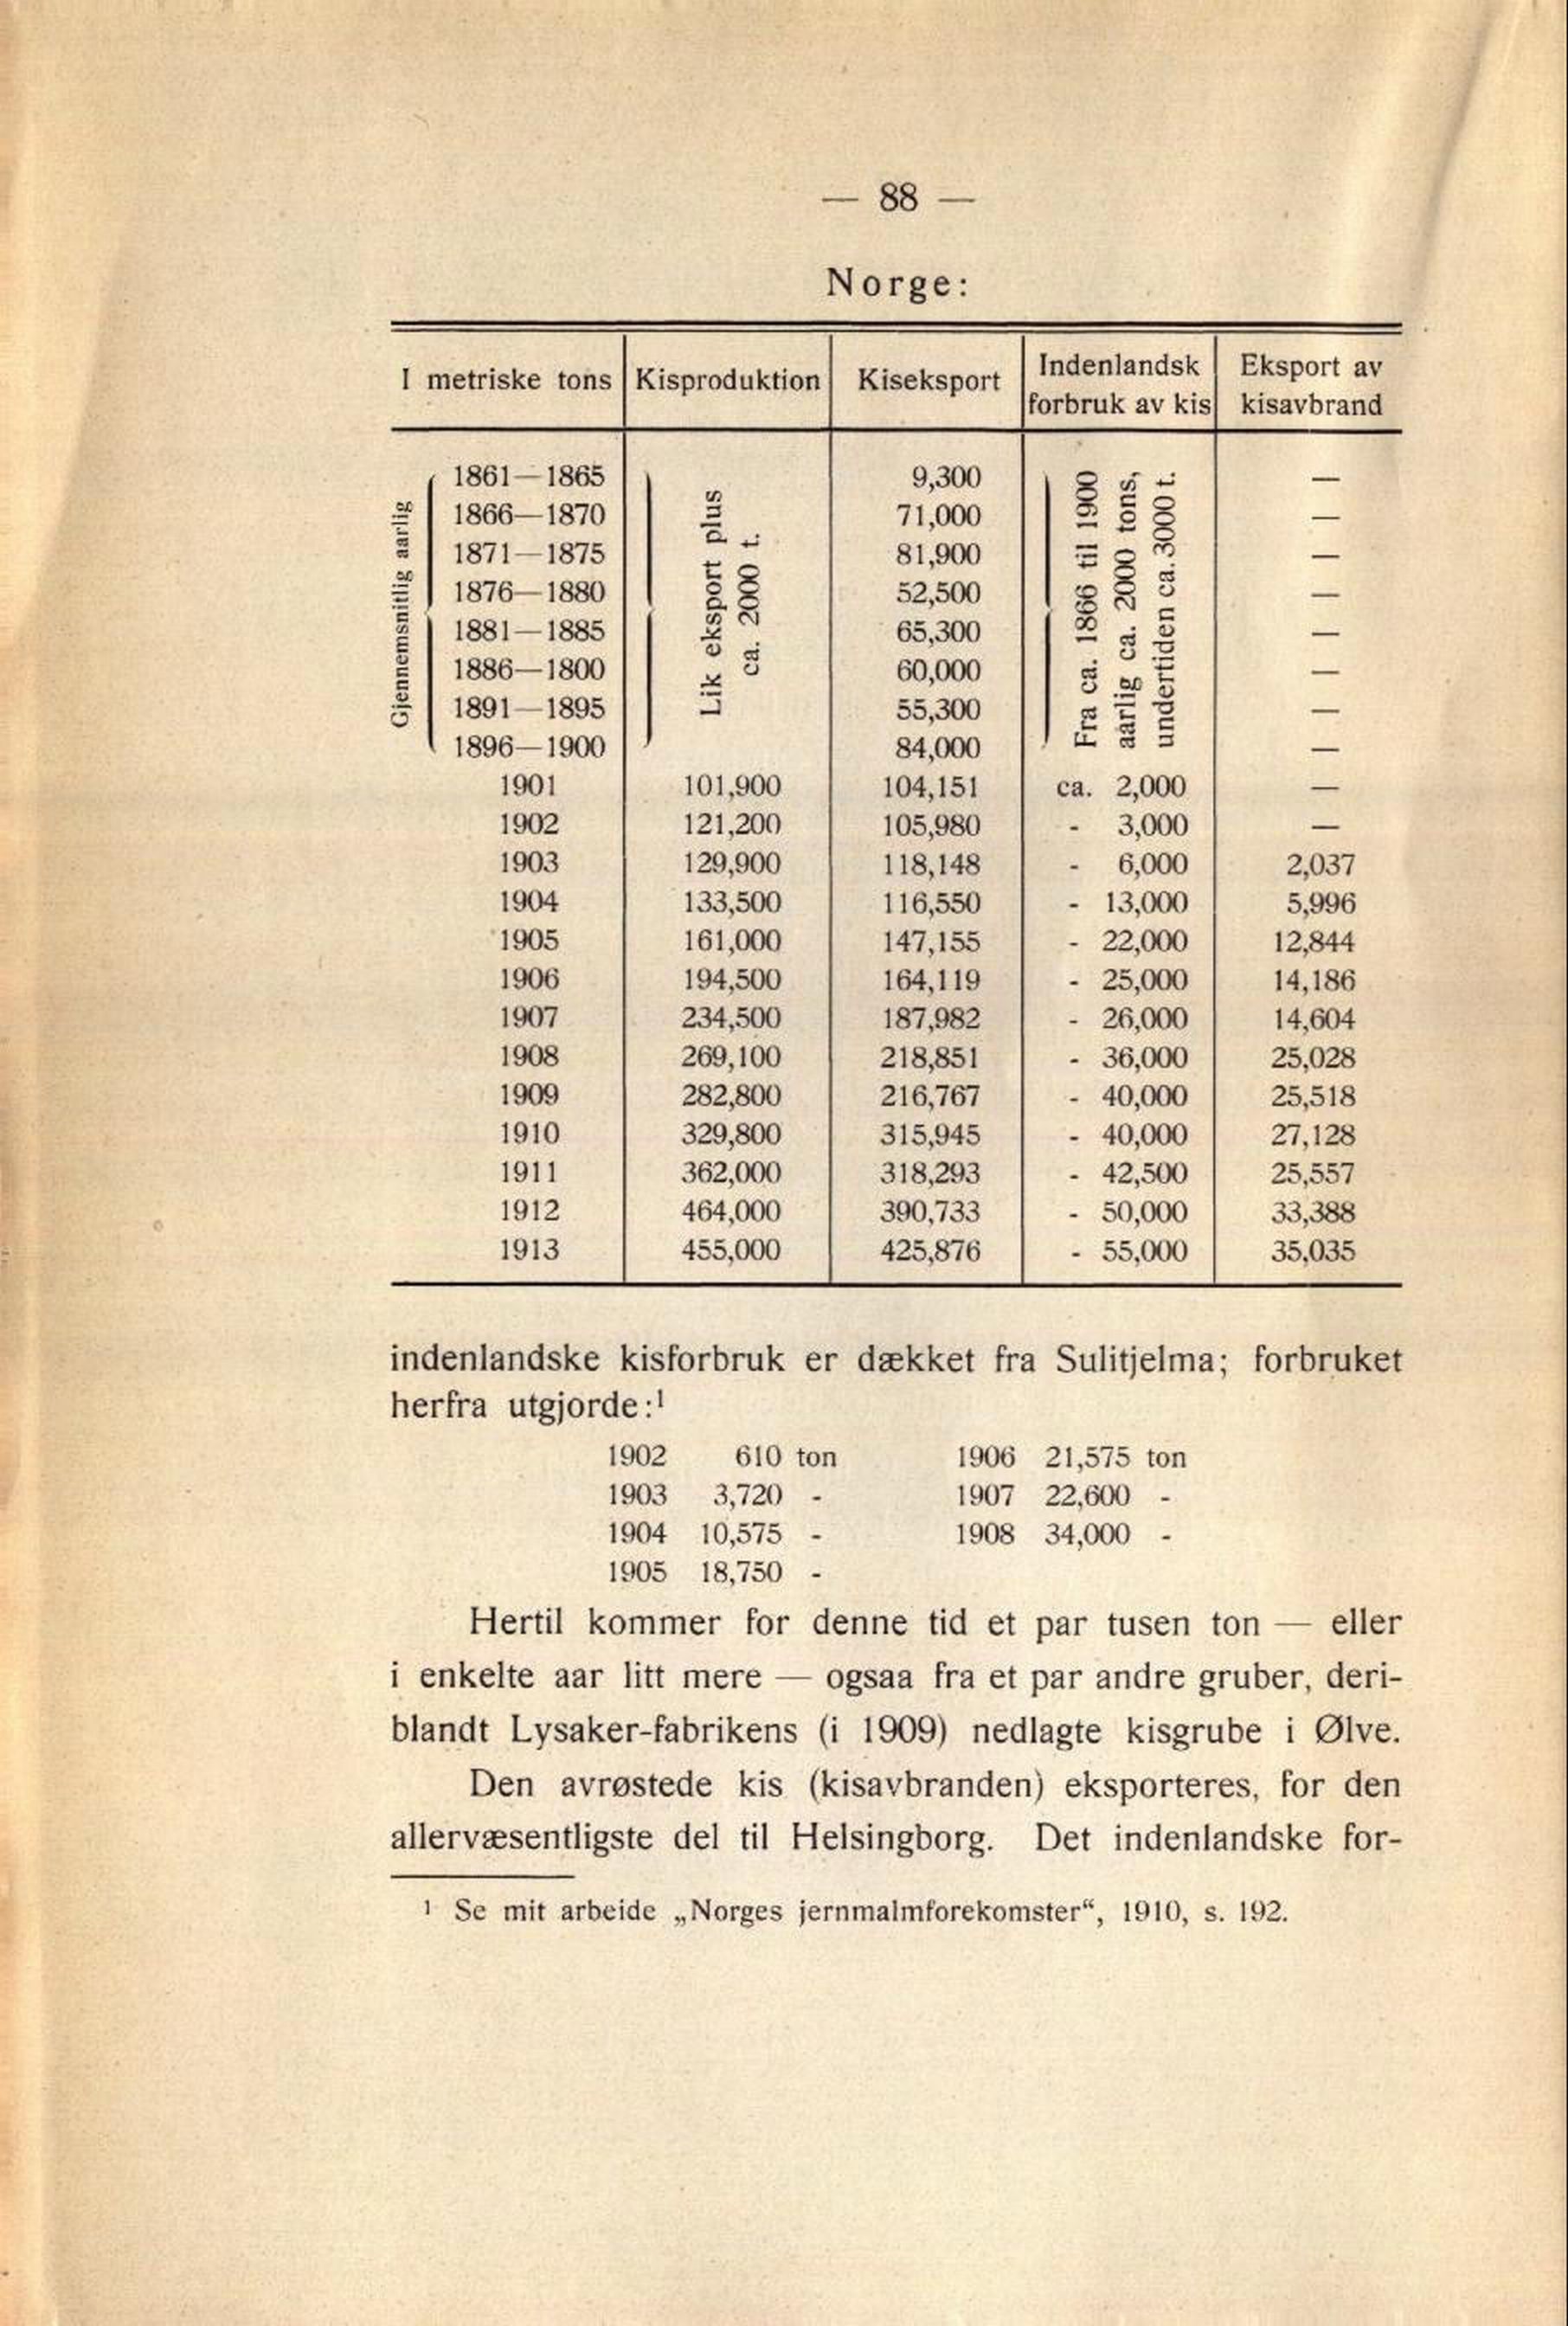 — 88 —
Norge:
I metriske tons Kisproduktion Kiseksport Indenlandsk forbruk av kis Eksport av kisavbrand
Gjennemsnitlig aarlig
Lik eksport plus
ca. 2000 t.
Fra ca. 1866 til 1900
aarlig ca. 2000 tons,
undertiden ca. 3000 t.
1861—1865 9,300 —
1866—1870 71,000 —
1871—1875 81,900 —
1876—1880 52,500 —
1881—1885 65,300 —
1886—1800 60,000 —
1891—1895 55,300 —
1896—1900 84,000 —
1901 101,900 104,151 ca. 2,000 —
1902 121,200 105,980 - 3,000 —
1903 129,900 118,148 - 6,000 2,037
1904 133,500 116,550 - 13,000 5,996
1905 161,000 147,155 - 22,000 12,844
1906 194,500 164,119 - 25,000 14,186
1907 234,500 187,982 - 26,000 14,604
1908 269,100 218,851 - 36,000 25,028
1909 282,800 216,767 - 40,000 25,518
1910 329,800 315,945 - 40,000 27,128
1911 362,000 318,293 - 42,500 25,557
1912 464,000 390,733 - 50,000 33,388
1913 455,000 425,876 - 55,000 35,035
indenlandske kisforbruk er dækket fra Sulitjelma; forbruket
herfra utgjorde:¹
1902 610 ton 1906 21,575 ton
1903 3,720 - 1907 22,600 -
1904 10,575 - 1908 34,000 -
1905 18,750 -
Hertil kommer for denne tid et par tusen ton — eller
i enkelte aar litt mere — ogsaa fra et par andre gruber, deri-
blandt Lysaker-fabrikens (i 1909) nedlagte kisgrube i Ølve.
Den avrøstede kis (kisavbranden) eksporteres, for den
allervæsentligste del til Helsingborg. Det indenlandske for-
¹ Se mit arbeide „Norges jernmalmforekomster“, 1910, s. 192.